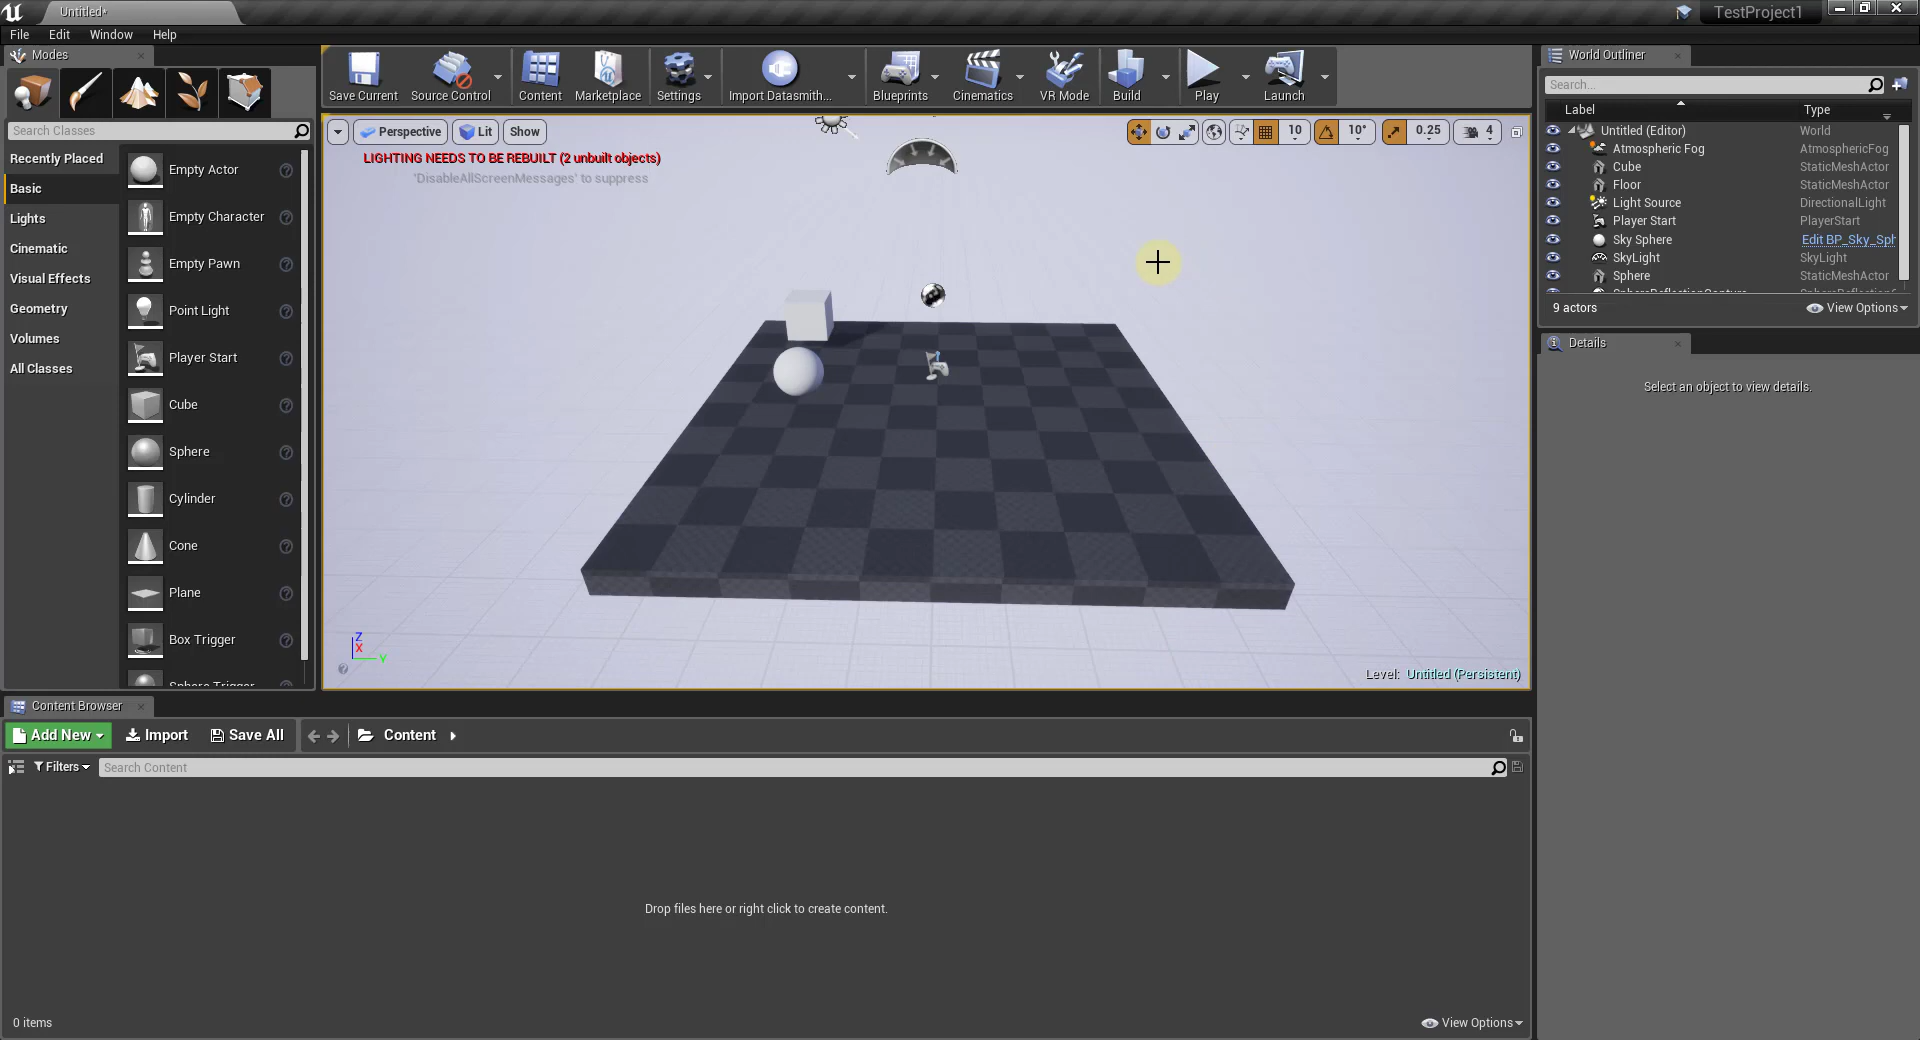 Untitled*
TestProject1
File Edit Window Help
Modes
Search Classes
Recently Placed
Basic
Lights
Cinematic
Visual Effects
Geometry
Volumes
All Classes
Empty Actor
Empty Character
Empty Pawn
Point Light
Player Start
Cube
Sphere
Cylinder
Cone
Plane
Box Trigger
Sphere Trigger
Save Current Source Control Content Marketplace Settings Import Datasmith... Blueprints Cinematics VR Mode Build Play Launch
Perspective Lit Show 10 10° 0.25 4
LIGHTING NEEDS TO BE REBUILT (2 unbuilt objects)
'DisableAllScreenMessages' to suppress
Z
X
Y
Level: Untitled (Persistent)
World Outliner
Search...
Label Type
Untitled (Editor) World
Atmospheric Fog AtmosphericFog
Cube StaticMeshActor
Floor StaticMeshActor
Light Source DirectionalLight
Player Start PlayerStart
Sky Sphere Edit BP_Sky_Sph
SkyLight SkyLight
Sphere StaticMeshActor
9 actors View Options
Details
Select an object to view details.
Content Browser
Add New Import Save All Content
Filters Search Content
Drop files here or right click to create content.
0 items View Options